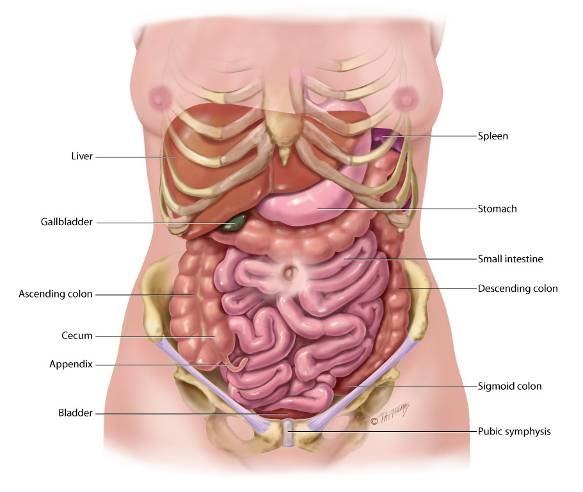 Liver
Gallbladder
Ascending colon
Cecum
Appendix
Bladder
Spleen
Stomach
Small intestine
Descending colon
Sigmoid colon
Pubic symphysis
©